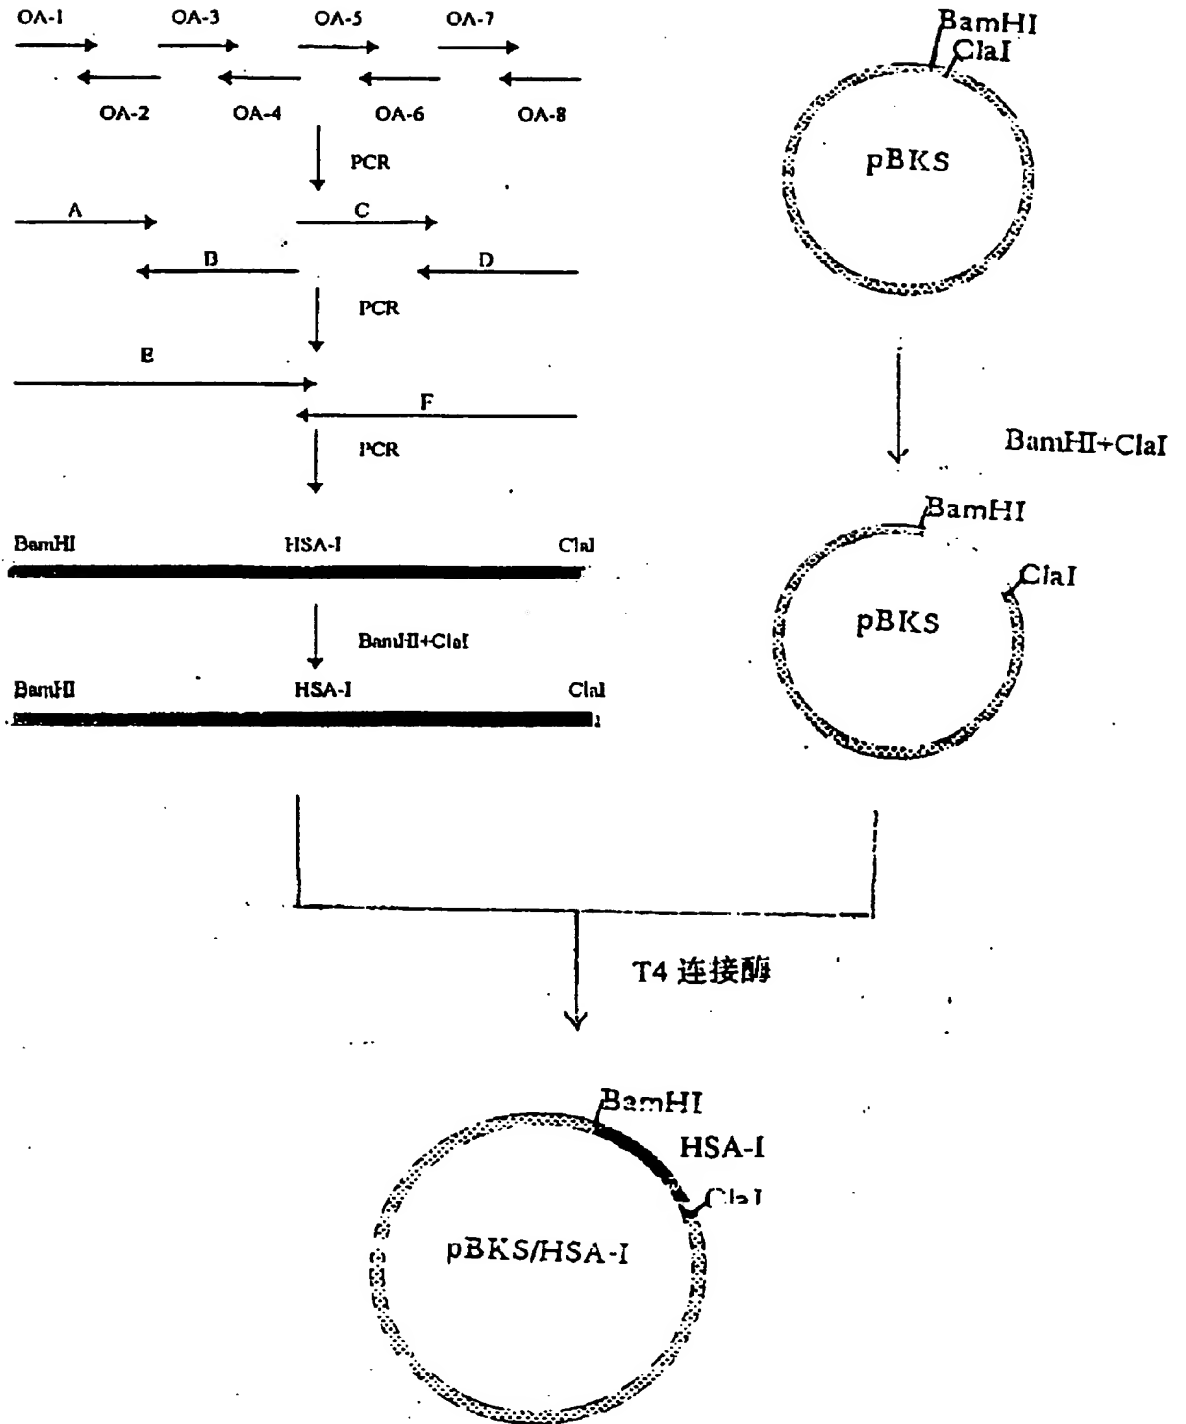 OA-1 OA-3 OA-5 OA-7
OA-2 OA-4 OA-6 OA-8
PCR
A C
B D
PCR
E
F
PCR
BamHI HSA-I ClaI
BamHI+ClaI
BamHI HSA-I ClaI
BamHI
ClaI
pBKS
BamHI+ClaI
BamHI
ClaI
pBKS
T4 连接酶
BamHI
HSA-I
ClaI
pBKS/HSA-I